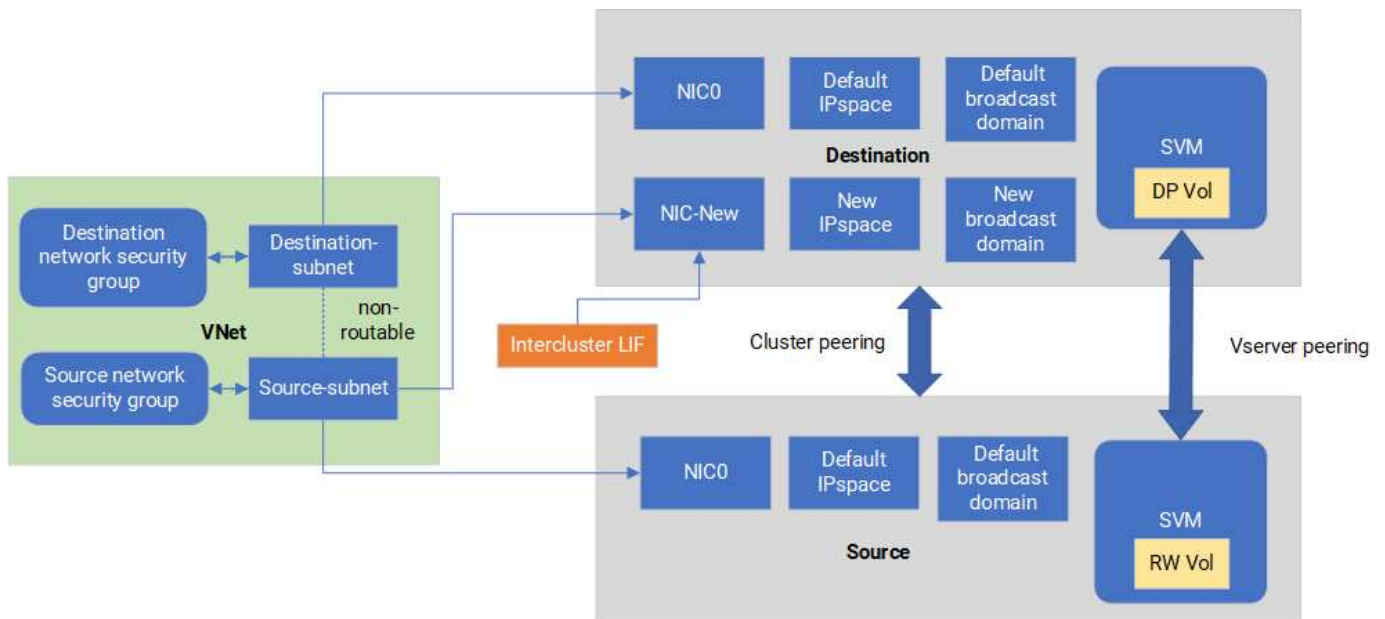 NIC0
Default
IPspace
Default
broadcast
domain
SVM
DP Vol
Destination
NIC-New
New
IPspace
New
broadcast
domain
Destination
network security
group
Destination-
subnet
VNet
non-
routable
Source network
security group
Source-subnet
Intercluster LIF
Cluster peering
Vserver peering
NIC0
Default
IPspace
Default
broadcast
domain
SVM
RW Vol
Source